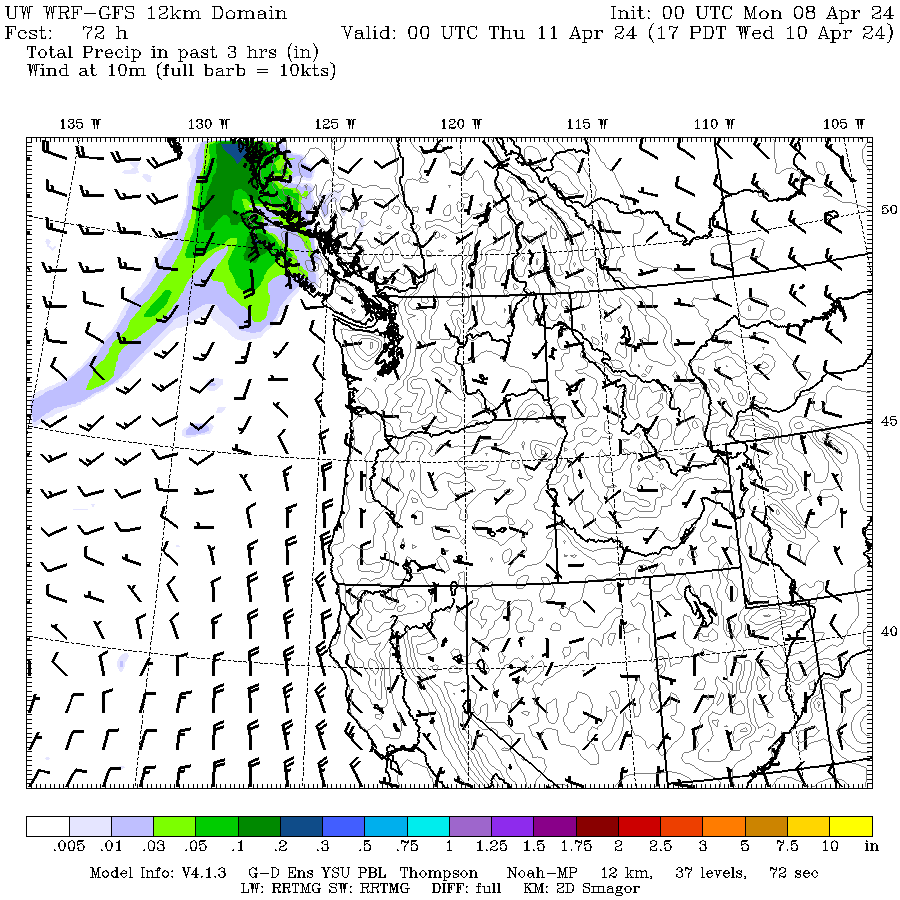 UW WRF-GFS 12km Domain Init: 00 UTC Mon 08 Apr 24
Fcst: 72 h Valid: 00 UTC Thu 11 Apr 24 (17 PDT Wed 10 Apr 24)
Total Precip in past 3 hrs (in)
Wind at 10m (full barb = 10kts)
135 W 130 W 125 W 120 W 115 W 110 W 105 W
50
45
40
.005 .01 .03 .05 .1 .2 .3 .5 .75 1 1.25 1.5 1.75 2 2.5 3 5 7.5 10 in
Model Info: V4.1.3 G-D Ens YSU PBL Thompson Noah-MP 12 km, 37 levels, 72 sec
LW: RRTMG SW: RRTMG DIFF: full KM: 2D Smagor